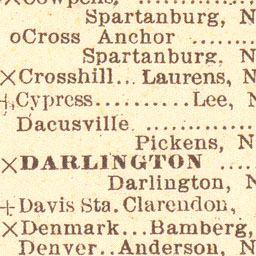 ×Cowpens,
Spartanburg, N
oCross Anchor ......
Spartanburg. N
×Crosshill... Laurens, N
‡Cypress..........Lee, N
Dacusville ............
Pickens, N
×DARLINGTON ....
Darlington, N
+Davis Sta. Clarendon,
×Denmark...Bamberg,
Denver..Anderson, N